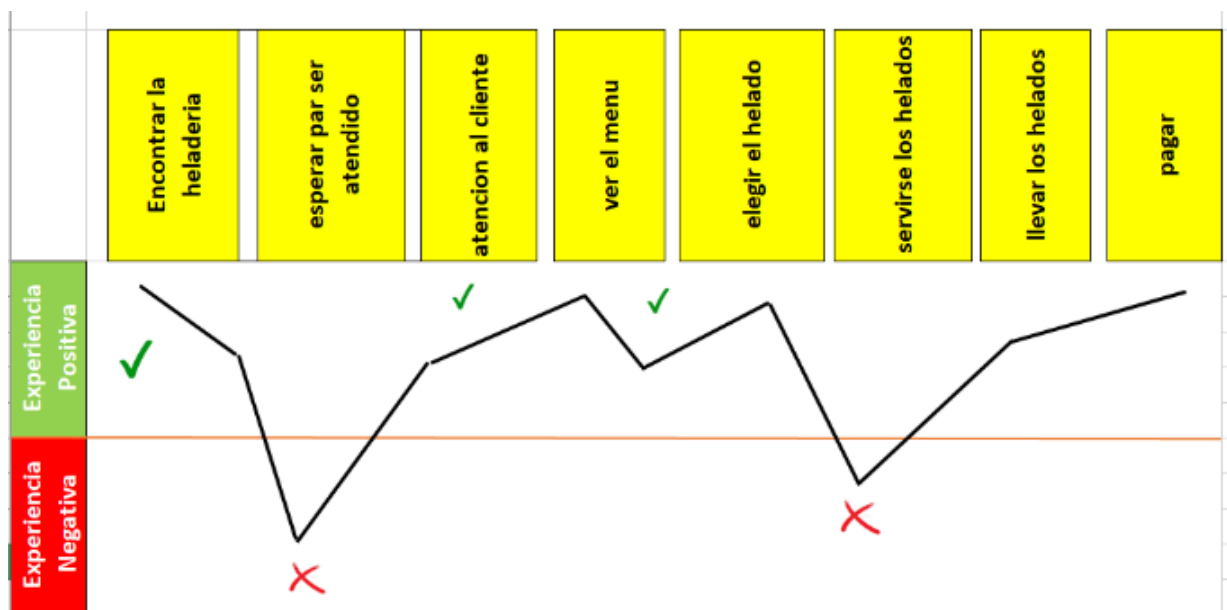 Encontrar la
heladeria
esperar par ser
atendido
atencion al cliente
ver el menu
elegir el helado
servirse los helados
llevar los helados
pagar
Experiencia
Positiva
Experiencia
Negativa